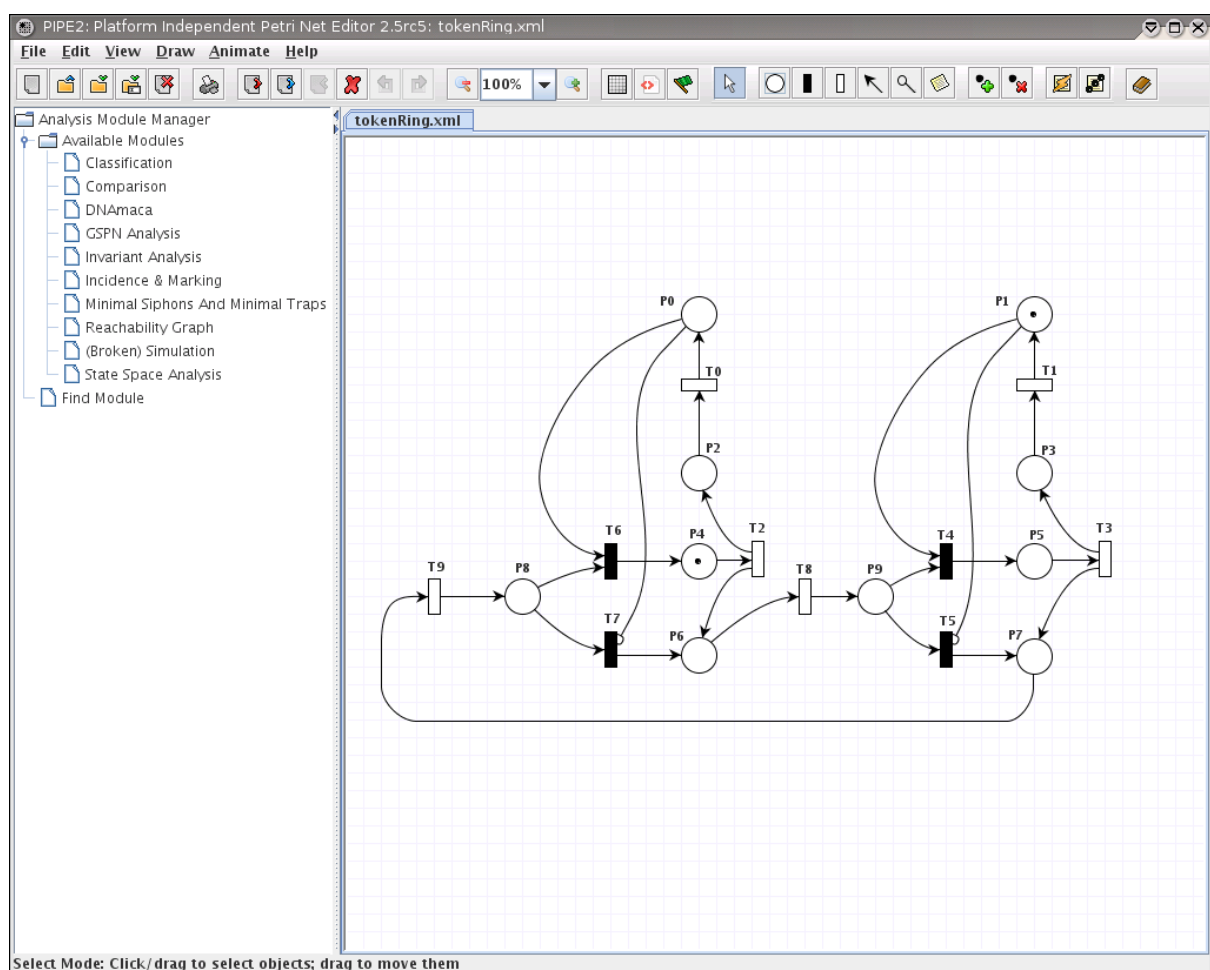 PIPE2: Platform Independent Petri Net Editor 2.5rc5: tokenRing.xml
File Edit View Draw Animate Help
100%
Analysis Module Manager
Available Modules
Classification
Comparison
DNAmaca
GSPN Analysis
Invariant Analysis
Incidence & Marking
Minimal Siphons And Minimal Traps
Reachability Graph
(Broken) Simulation
State Space Analysis
Find Module
tokenRing.xml
P0 P1
T0 T1
P2 P3
T6 P4 T2 T4 P5 T3
T9 P8 T8 P9
T7 P6 T5 P7
Select Mode: Click/drag to select objects; drag to move them